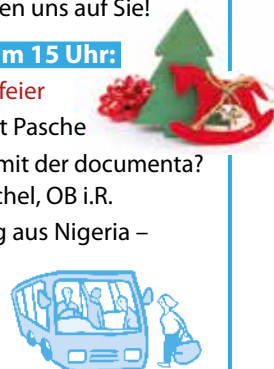 en uns auf Sie!
m 15 Uhr:
feier
t Pasche
mit der documenta?
chel, OB i.R.
g aus Nigeria –